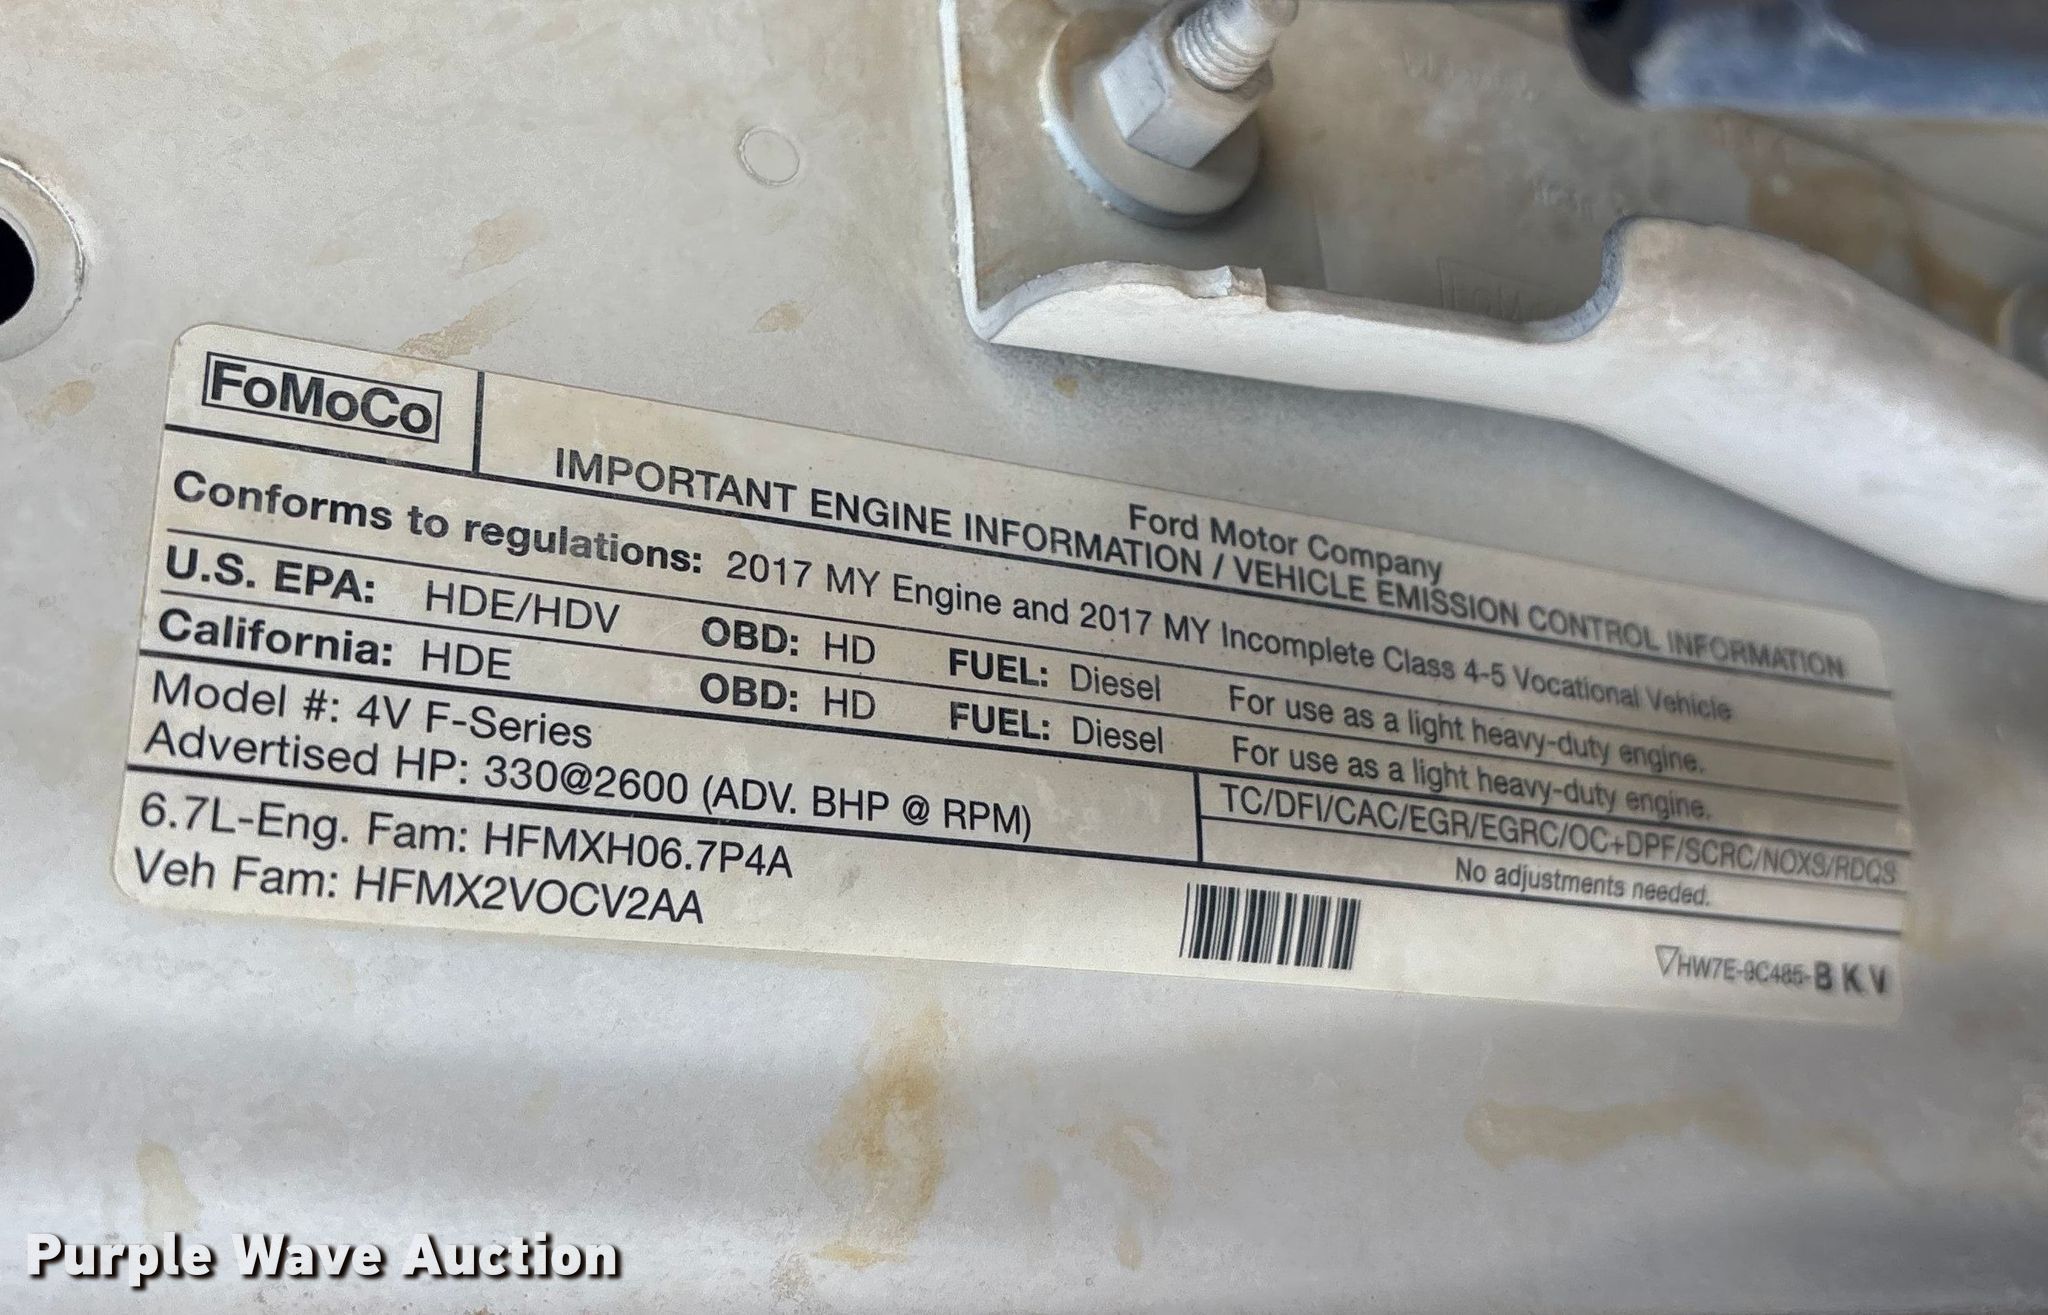 FoMoCo
Ford Motor Company
IMPORTANT ENGINE INFORMATION / VEHICLE EMISSION CONTROL INFORMATION
Conforms to regulations: 2017 MY Engine and 2017 MY Incomplete Class 4-5 Vocational Vehicle
U.S. EPA: HDE/HDV OBD: HD FUEL: Diesel For use as a light heavy-duty engine.
California: HDE OBD: HD FUEL: Diesel For use as a light heavy-duty engine.
Model #: 4V F-Series
Advertised HP: 330@2600 (ADV. BHP @ RPM)
TC/DFI/CAC/EGR/EGRC/OC+DPF/SCRC/NOXS/RDQS
No adjustments needed.
6.7L-Eng. Fam: HFMXH06.7P4A
Veh Fam: HFMX2VOCV2AA
HW7E-9C485-B K V
Purple Wave Auction